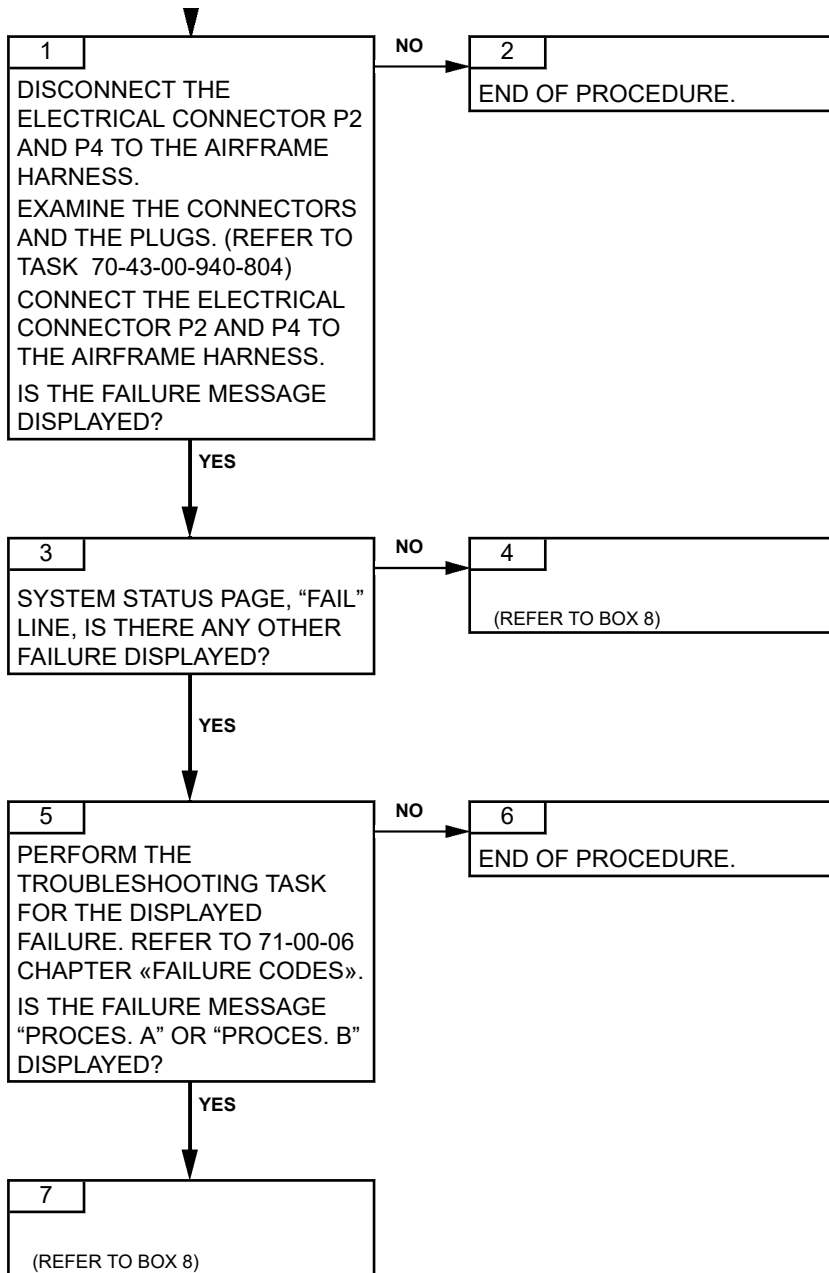 1
DISCONNECT THE
ELECTRICAL CONNECTOR P2
AND P4 TO THE AIRFRAME
HARNESS.
EXAMINE THE CONNECTORS
AND THE PLUGS. (REFER TO
TASK  70-43-00-940-804)
CONNECT THE ELECTRICAL
CONNECTOR P2 AND P4 TO
THE AIRFRAME HARNESS.
IS THE FAILURE MESSAGE
DISPLAYED?
NO
2
END OF PROCEDURE.
YES
3
SYSTEM STATUS PAGE, “FAIL”
LINE, IS THERE ANY OTHER
FAILURE DISPLAYED?
NO
4
(REFER TO BOX 8)
YES
5
PERFORM THE
TROUBLESHOOTING TASK
FOR THE DISPLAYED
FAILURE. REFER TO 71-00-06
CHAPTER «FAILURE CODES».
IS THE FAILURE MESSAGE
“PROCES. A” OR “PROCES. B”
DISPLAYED?
NO
6
END OF PROCEDURE.
YES
7
(REFER TO BOX 8)